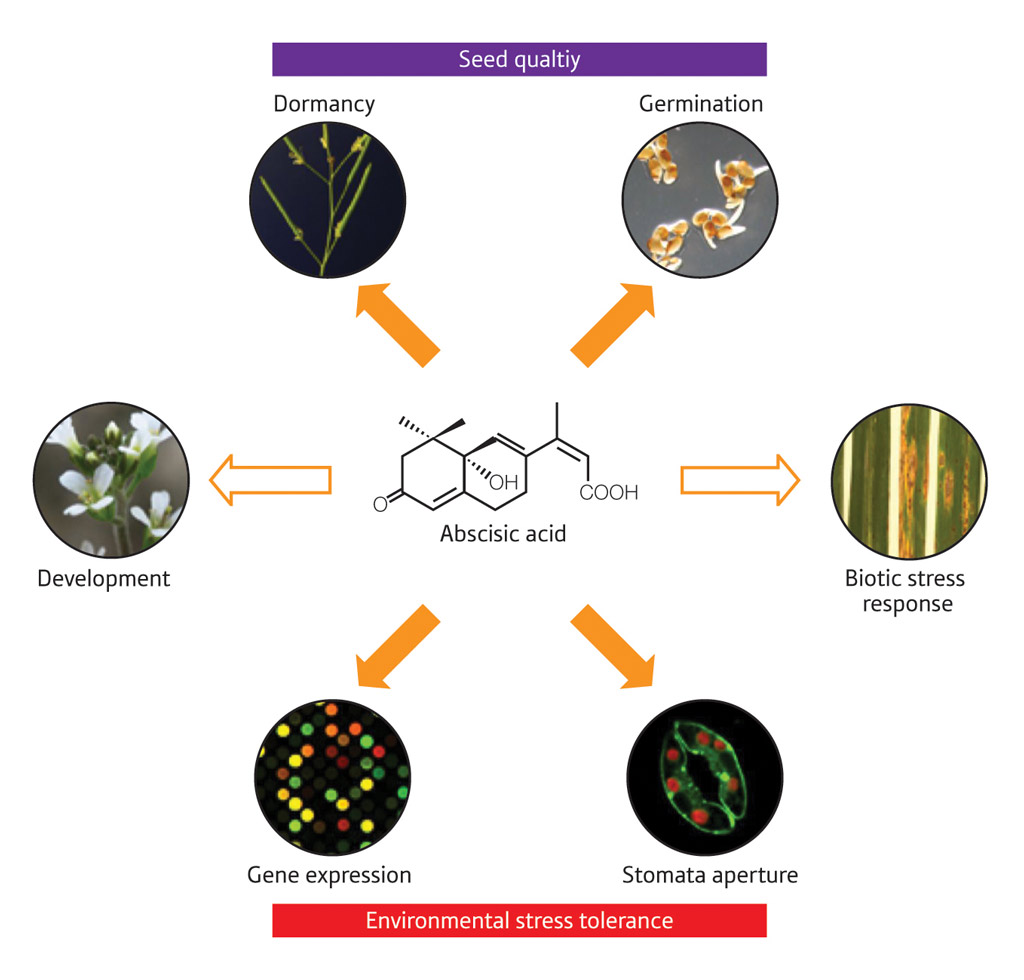 Seed qualtiy
Dormancy
Germination
OH
COOH
O
Abscisic acid
Development
Biotic stress
response
Gene expression
Stomata aperture
Environmental stress tolerance